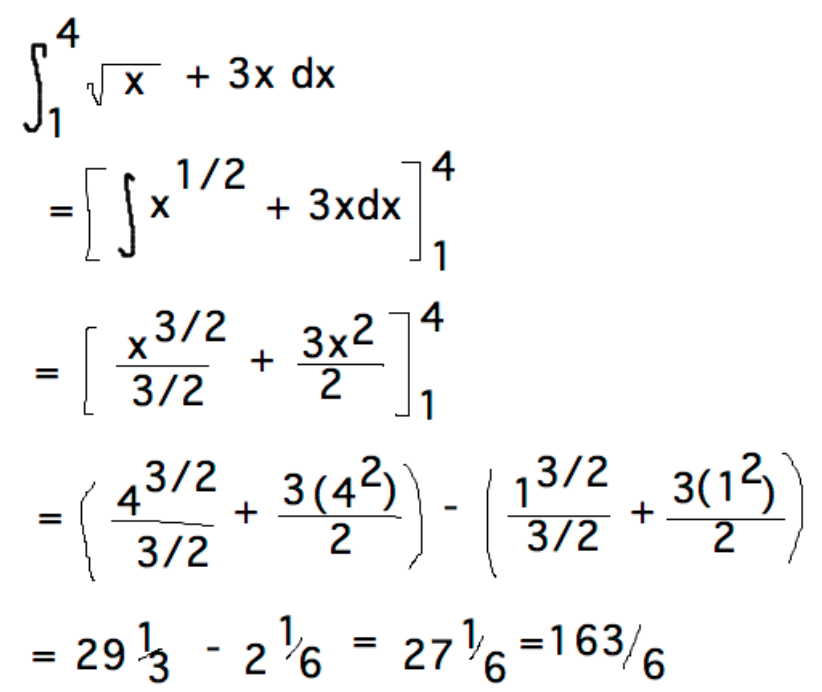 ∫₁⁴ √x + 3x dx
= [ ∫ x^1/2 + 3xdx ]₁⁴
= [ x^3/2 / 3/2 + 3x² / 2 ]₁⁴
= ( 4^3/2 / 3/2 + 3(4²) / 2 ) - ( 1^3/2 / 3/2 + 3(1²) / 2 )
= 29 1/3 - 2 1/6 = 27 1/6 = 163/6